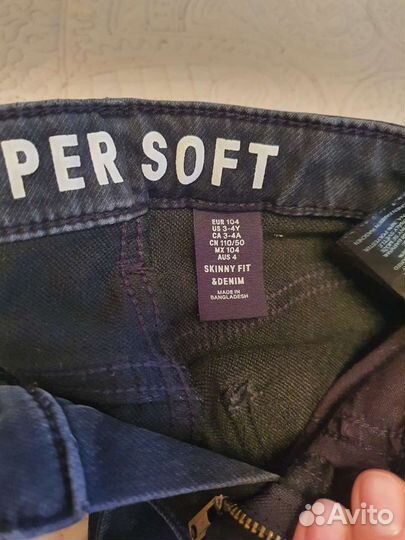 PER SOFT
EUR 104
US 3-4Y
CA 3-4A
CN 110/50
MX 104
AUS 4
SKINNY FIT
&DENIM
MADE IN
BANGLADESH
Avito